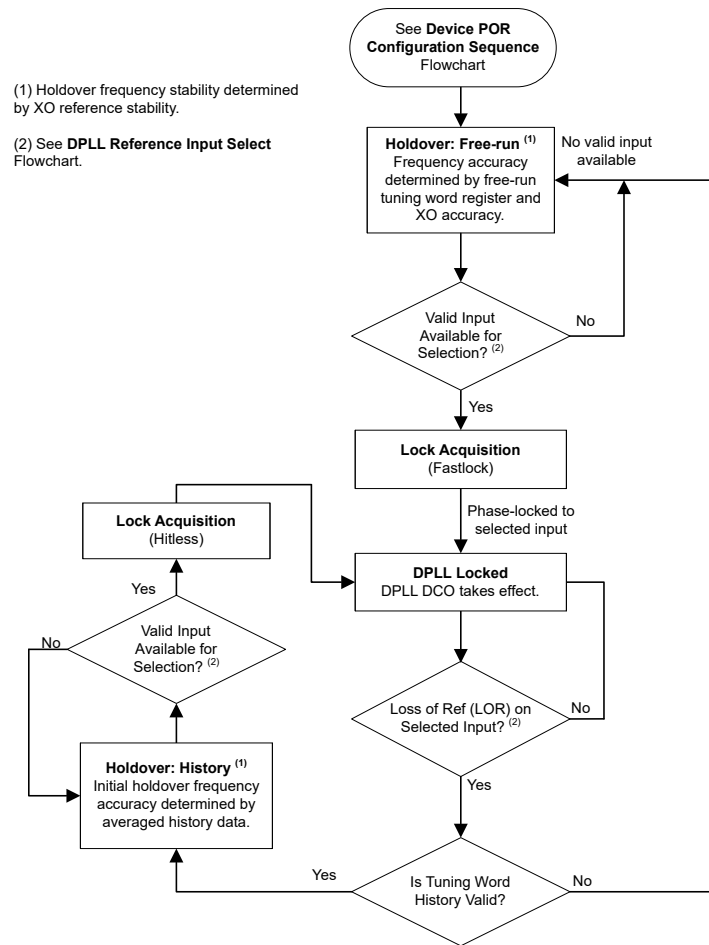 See Device POR
Configuration Sequence
Flowchart
(1) Holdover frequency stability determined
by XO reference stability.
(2) See DPLL Reference Input Select
Flowchart.
Holdover: Free-run (1)
Frequency accuracy
determined by free-run
tuning word register and
XO accuracy.
No valid input
available
Valid Input
Available for
Selection? (2)
No
Yes
Lock Acquisition
(Fastlock)
Phase-locked to
selected input
Lock Acquisition
(Hitless)
DPLL Locked
DPLL DCO takes effect.
Yes
Valid Input
Available for
Selection? (2)
No
Loss of Ref (LOR) on
Selected Input? (2)
No
Yes
Holdover: History (1)
Initial holdover frequency
accuracy determined by
averaged history data.
Yes
Is Tuning Word
History Valid?
No